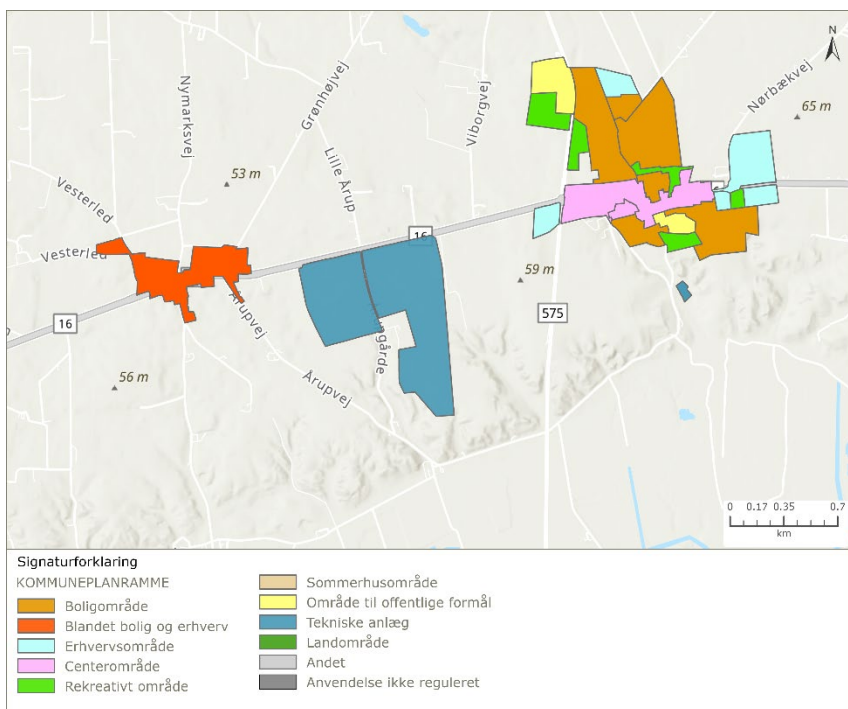 N
Nørbækvej
65 m
Viborgvej
Grønhøjvej
Nymarksvej
Lille Årup
53 m
Vesterled
Vesterled
16
59 m
575
16
Årupvej
56 m
Årupvej
0 0.17 0.35 0.7
km
Signaturforklaring
KOMMUNEPLANRAMME
Boligområde
Blandet bolig og erhverv
Erhvervsområde
Centerområde
Rekreativt område
Sommerhusområde
Område til offentlige formål
Tekniske anlæg
Landområde
Andet
Anvendelse ikke reguleret